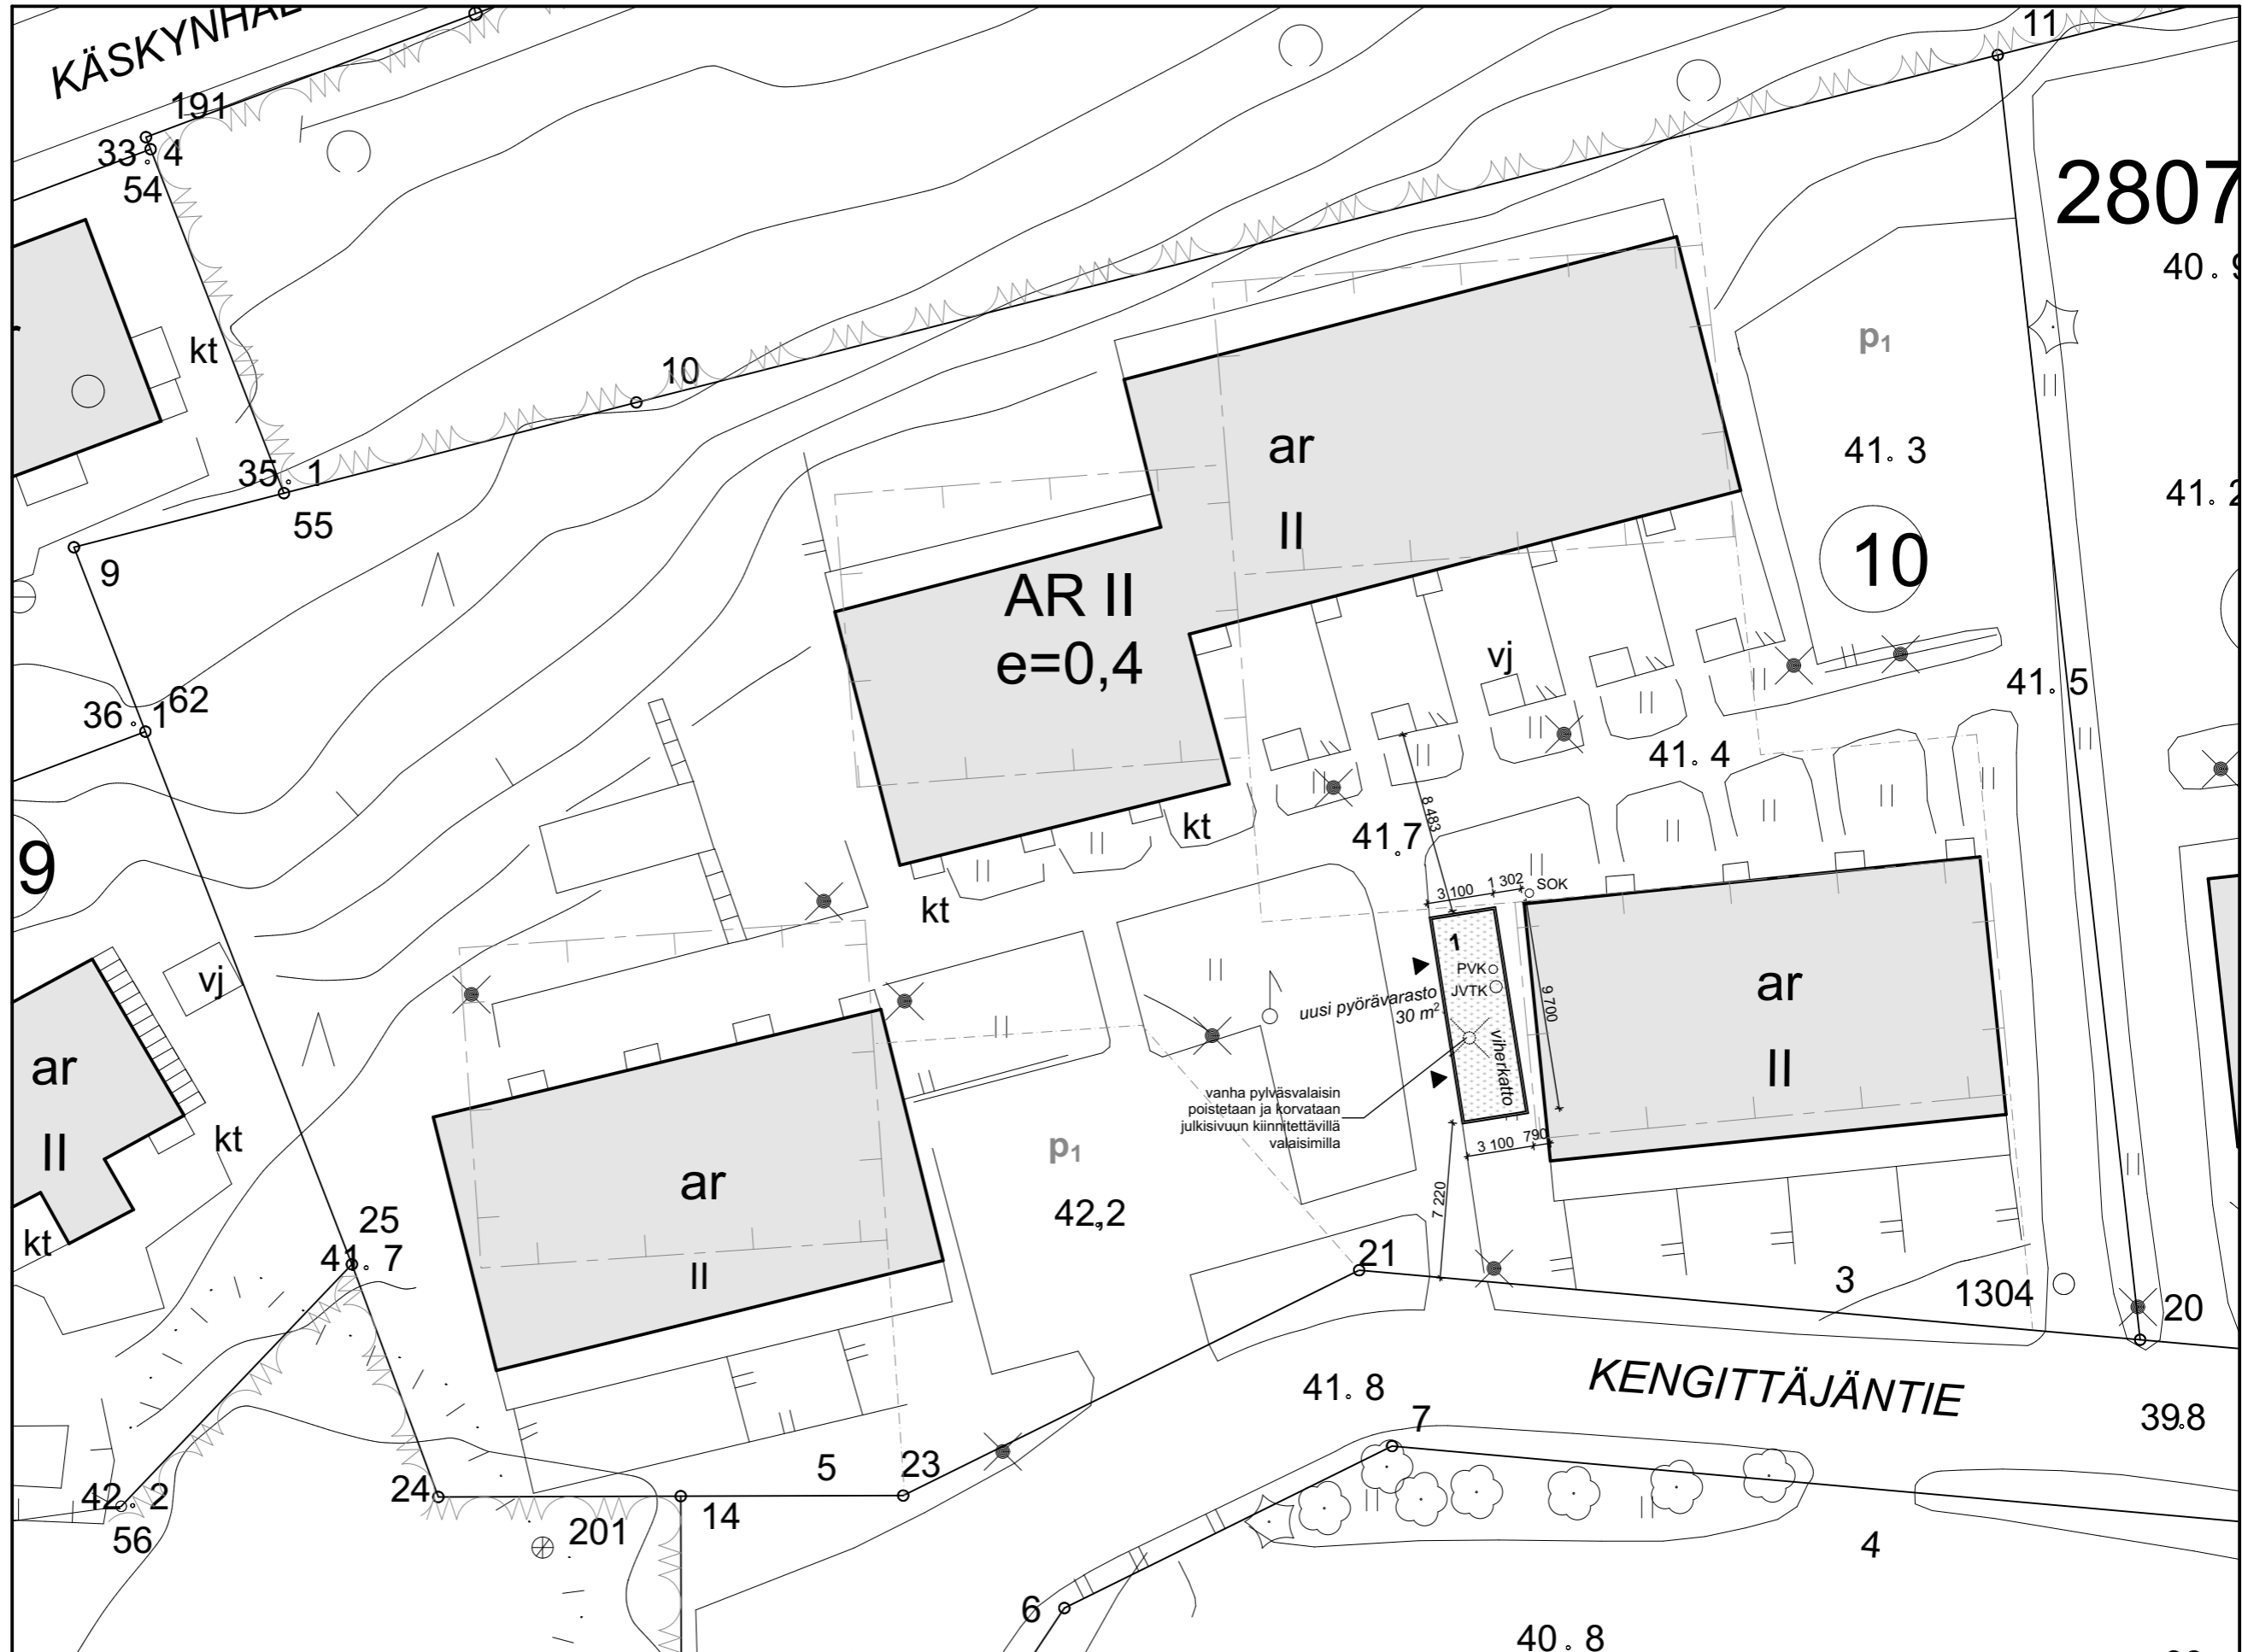 KÄSKYNHAL
11
191
33. 4
54
2807
40. 9
kt
p1
10
ar
41. 3
35. 1
41. 2
55
II
10
9
AR II
e=0,4
vj
41. 5
62
36. 1
41. 4
8 483
41,7
kt
9
kt
3 100
1 302
SOK
1
vj
PVK
JVTK
ar
9 700
uusi pyörävarasto
30 m²
viherkatto
ar
II
II
vanha pylväsvalaisin
poistetaan ja korvataan
julkisivuun kiinnitettävillä
valaisimilla
kt
p1
3 100
790
ar
42,2
7 220
25
kt
41. 7
21
II
3
1304
20
KENGITTÄJÄNTIE
41. 8
39.8
7
5
23
24
42. 2
14
201
56
4
6
40. 8